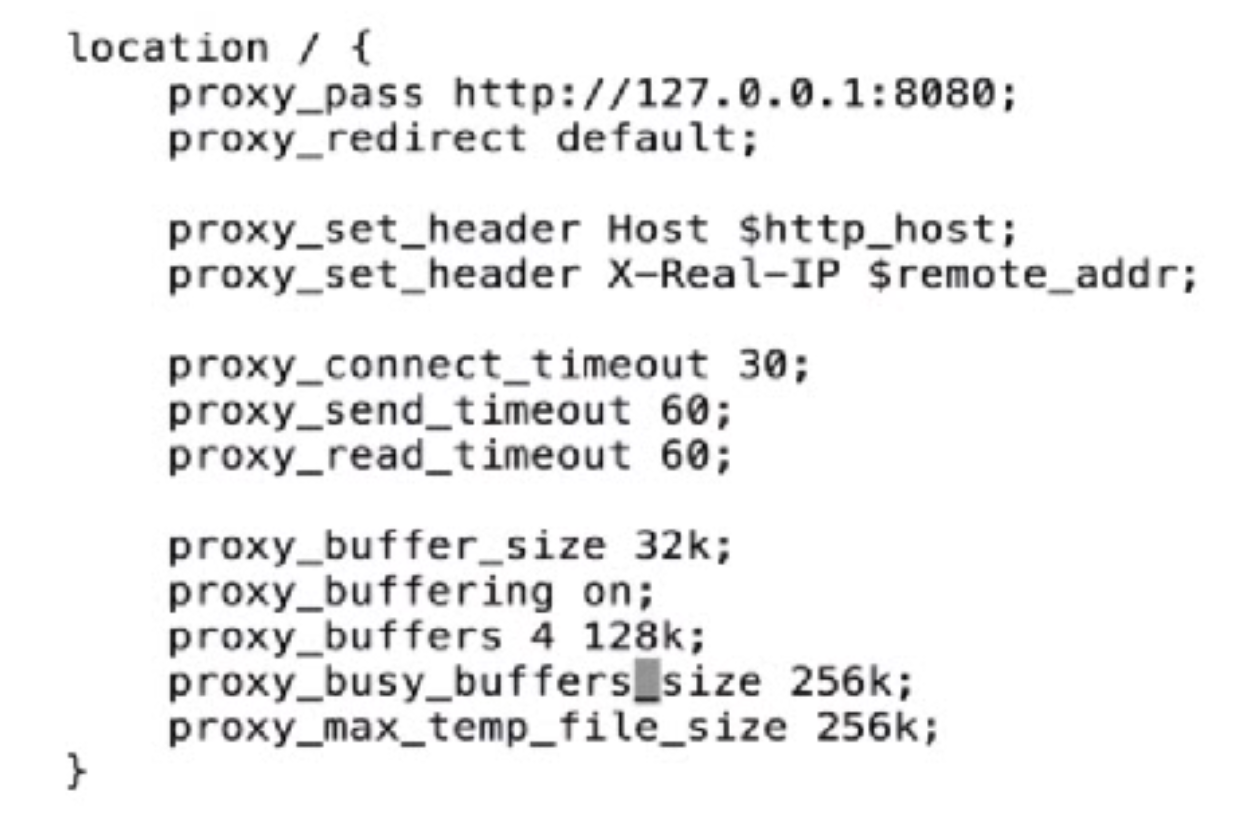 location / {
    proxy_pass http://127.0.0.1:8080;
    proxy_redirect default;

    proxy_set_header Host $http_host;
    proxy_set_header X-Real-IP $remote_addr;

    proxy_connect_timeout 30;
    proxy_send_timeout 60;
    proxy_read_timeout 60;

    proxy_buffer_size 32k;
    proxy_buffering on;
    proxy_buffers 4 128k;
    proxy_busy_buffers_size 256k;
    proxy_max_temp_file_size 256k;
}